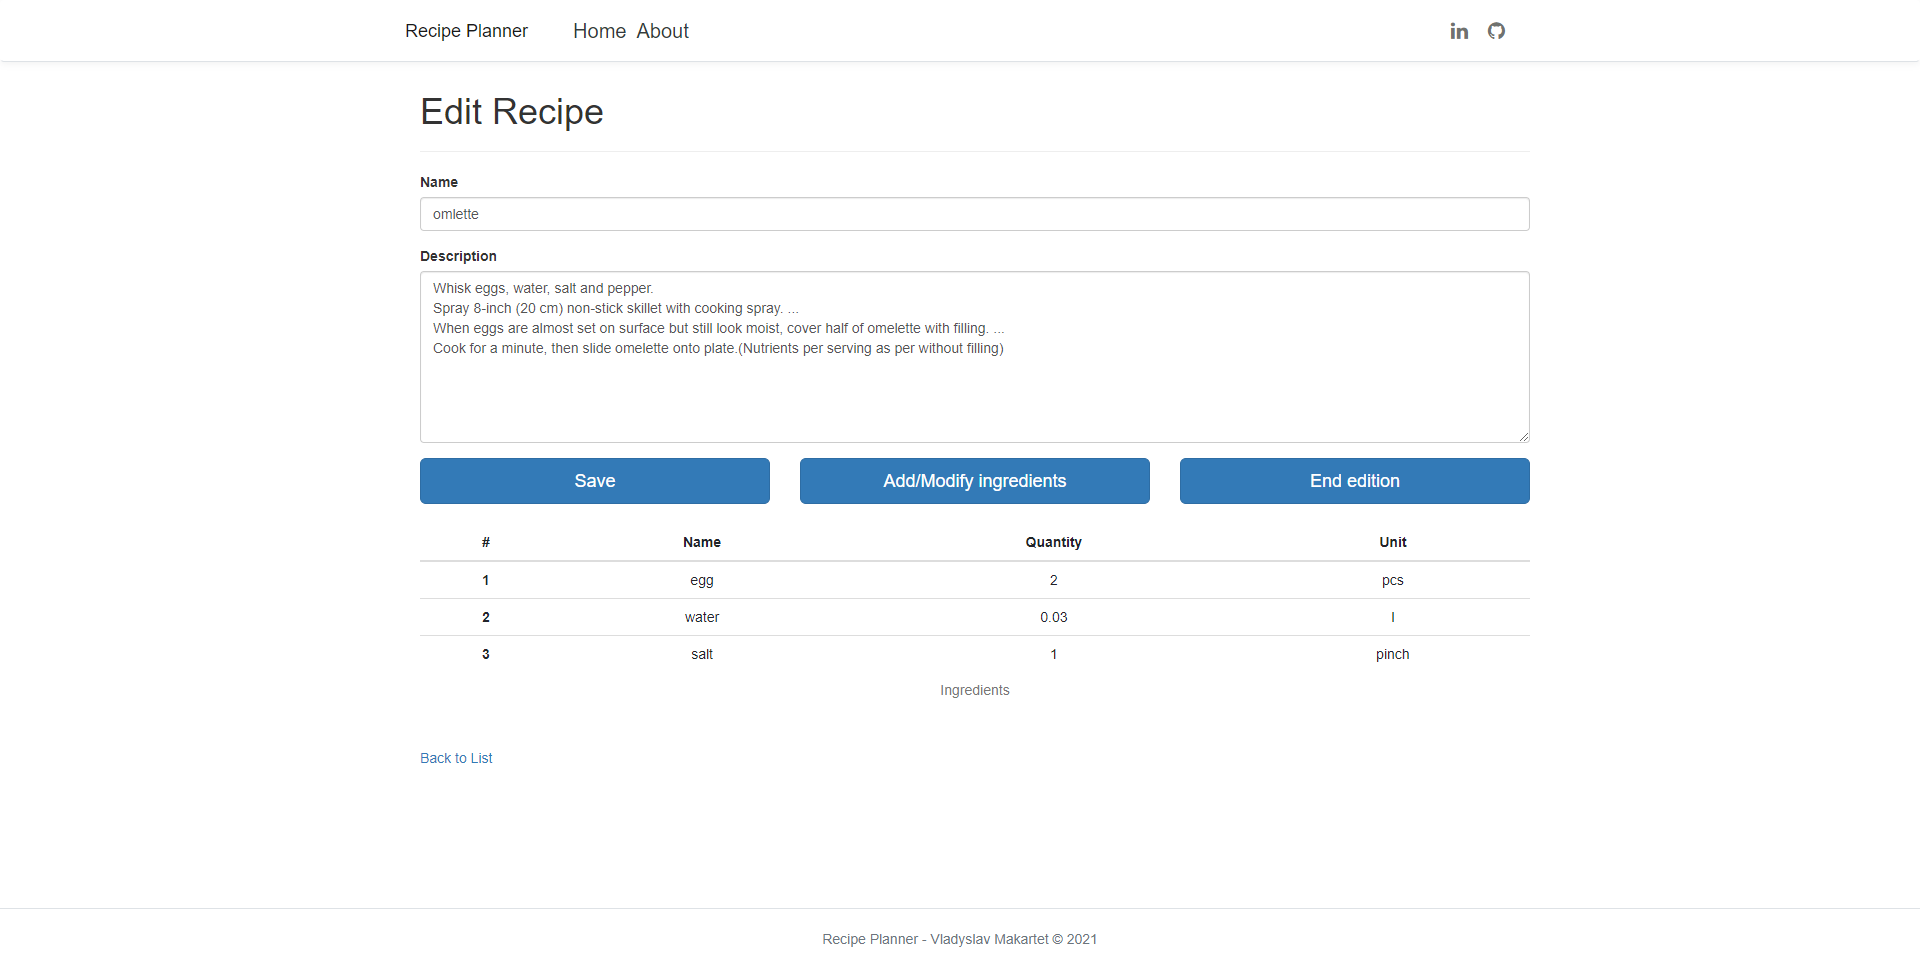 Recipe Planner Home About
Edit Recipe
Name
omlette
Description
Whisk eggs, water, salt and pepper.
Spray 8-inch (20 cm) non-stick skillet with cooking spray. ...
When eggs are almost set on surface but still look moist, cover half of omelette with filling. ...
Cook for a minute, then slide omelette onto plate.(Nutrients per serving as per without filling)
Save Add/Modify ingredients End edition
# Name Quantity Unit
1 egg 2 pcs
2 water 0.03 l
3 salt 1 pinch
Ingredients
Back to List
Recipe Planner - Vladyslav Makartet © 2021